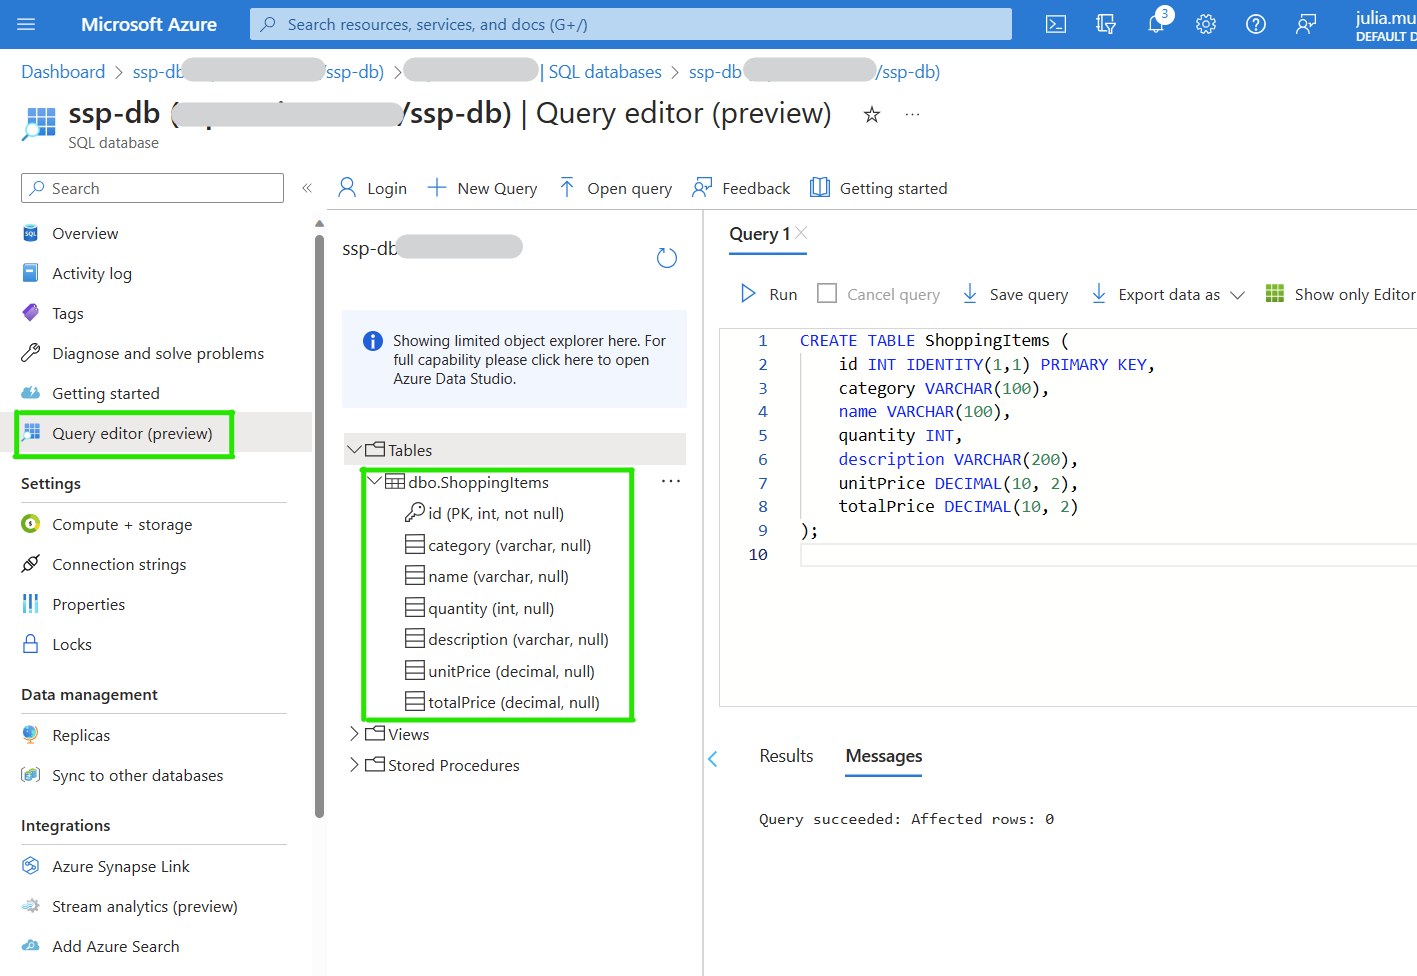 Microsoft Azure
Search resources, services, and docs (G+/)
3
julia.mu
DEFAULT D
Dashboard > ssp-db /ssp-db) > | SQL databases > ssp-db /ssp-db)
ssp-db ( /ssp-db) | Query editor (preview)
SQL database
Search
Login
New Query
Open query
Feedback
Getting started
Overview
Activity log
Tags
Diagnose and solve problems
Getting started
Query editor (preview)
Settings
Compute + storage
Connection strings
Properties
Locks
Data management
Replicas
Sync to other databases
Integrations
Azure Synapse Link
Stream analytics (preview)
Add Azure Search
ssp-db
Showing limited object explorer here. For
full capability please click here to open
Azure Data Studio.
Tables
dbo.ShoppingItems
id (PK, int, not null)
category (varchar, null)
name (varchar, null)
quantity (int, null)
description (varchar, null)
unitPrice (decimal, null)
totalPrice (decimal, null)
Views
Stored Procedures
Query 1
Run
Cancel query
Save query
Export data as
Show only Editor
1 CREATE TABLE ShoppingItems (
2 id INT IDENTITY(1,1) PRIMARY KEY,
3 category VARCHAR(100),
4 name VARCHAR(100),
5 quantity INT,
6 description VARCHAR(200),
7 unitPrice DECIMAL(10, 2),
8 totalPrice DECIMAL(10, 2)
9 );
10
Results
Messages
Query succeeded: Affected rows: 0